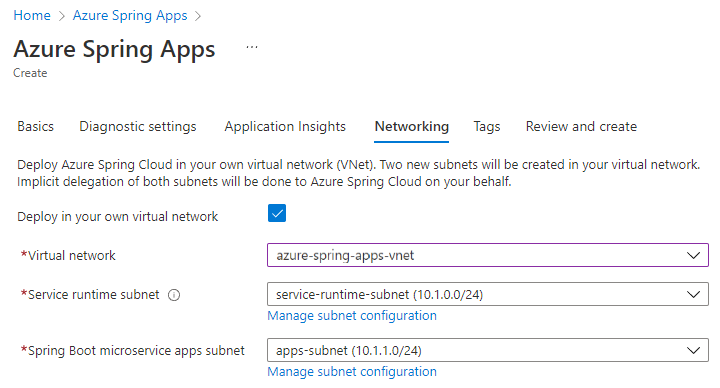 Home > Azure Spring Apps >
Azure Spring Apps ...
Create
Basics Diagnostic settings Application Insights Networking Tags Review and create
Deploy Azure Spring Cloud in your own virtual network (VNet). Two new subnets will be created in your virtual network.
Implicit delegation of both subnets will be done to Azure Spring Cloud on your behalf.
Deploy in your own virtual network
*Virtual network azure-spring-apps-vnet
*Service runtime subnet service-runtime-subnet (10.1.0.0/24)
Manage subnet configuration
*Spring Boot microservice apps subnet apps-subnet (10.1.1.0/24)
Manage subnet configuration